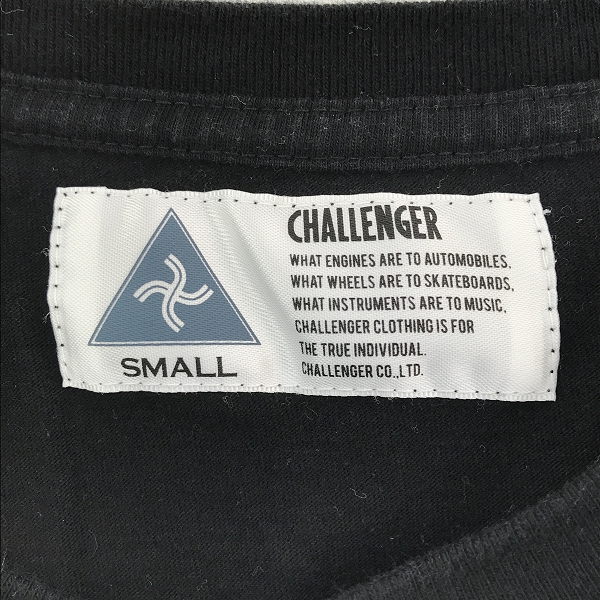 CHALLENGER
WHAT ENGINES ARE TO AUTOMOBILES,
WHAT WHEELS ARE TO SKATEBOARDS,
WHAT INSTRUMENTS ARE TO MUSIC,
CHALLENGER CLOTHING IS FOR
THE TRUE INDIVIDUAL.
CHALLENGER CO.,LTD.
SMALL